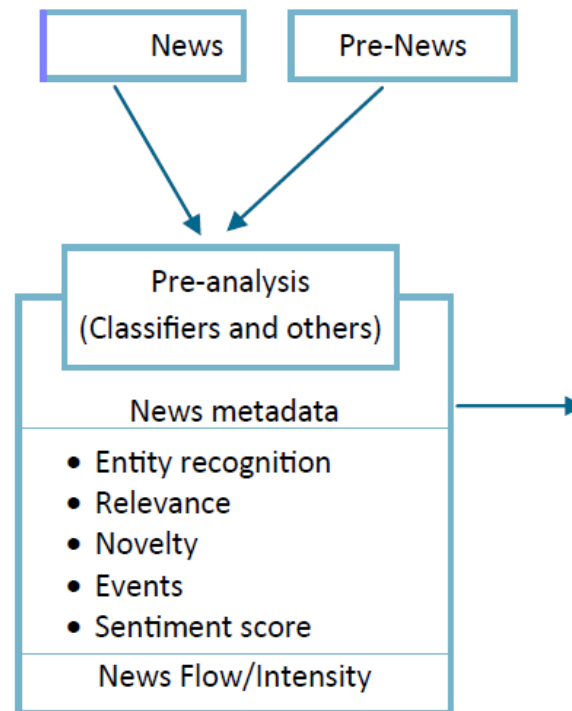 News
Pre-News
Pre-analysis
(Classifiers and others)
News metadata
• Entity recognition
• Relevance
• Novelty
• Events
• Sentiment score
News Flow/Intensity